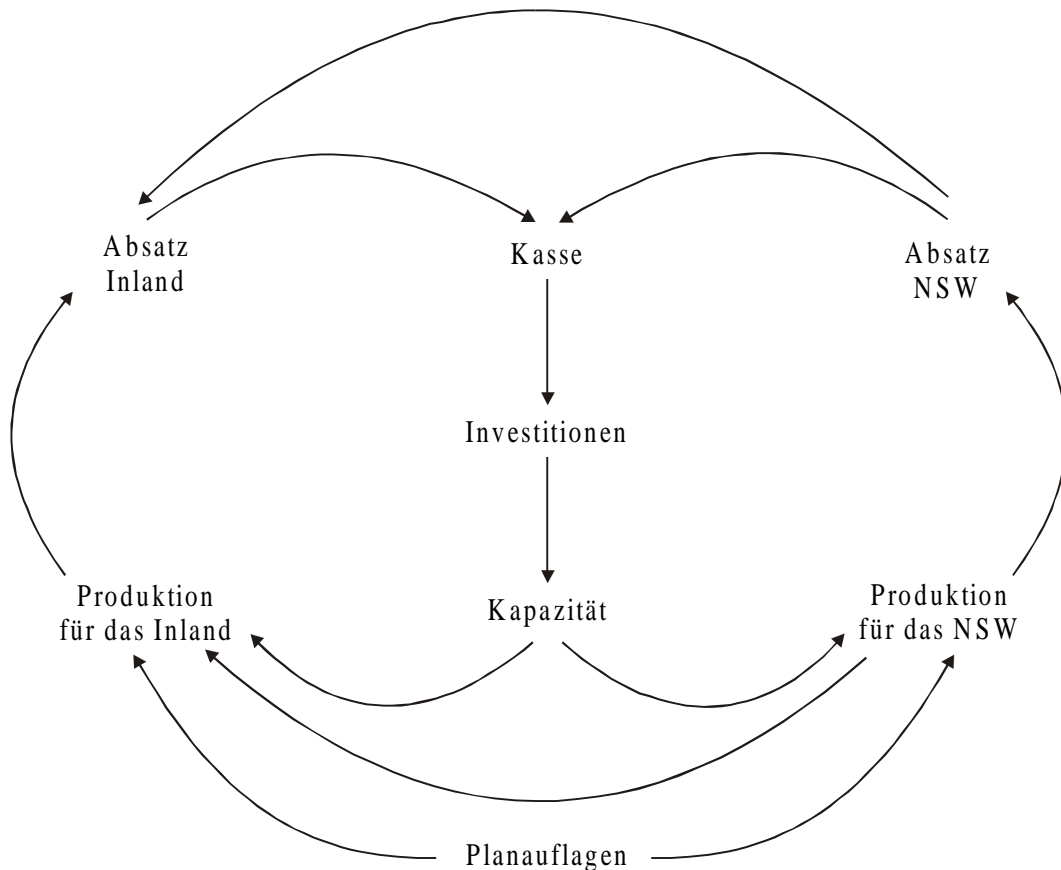 Absatz
Inland
Kasse
Absatz
NSW
Investitionen
Produktion
für das Inland
Kapazität
Produktion
für das NSW
Planauflagen